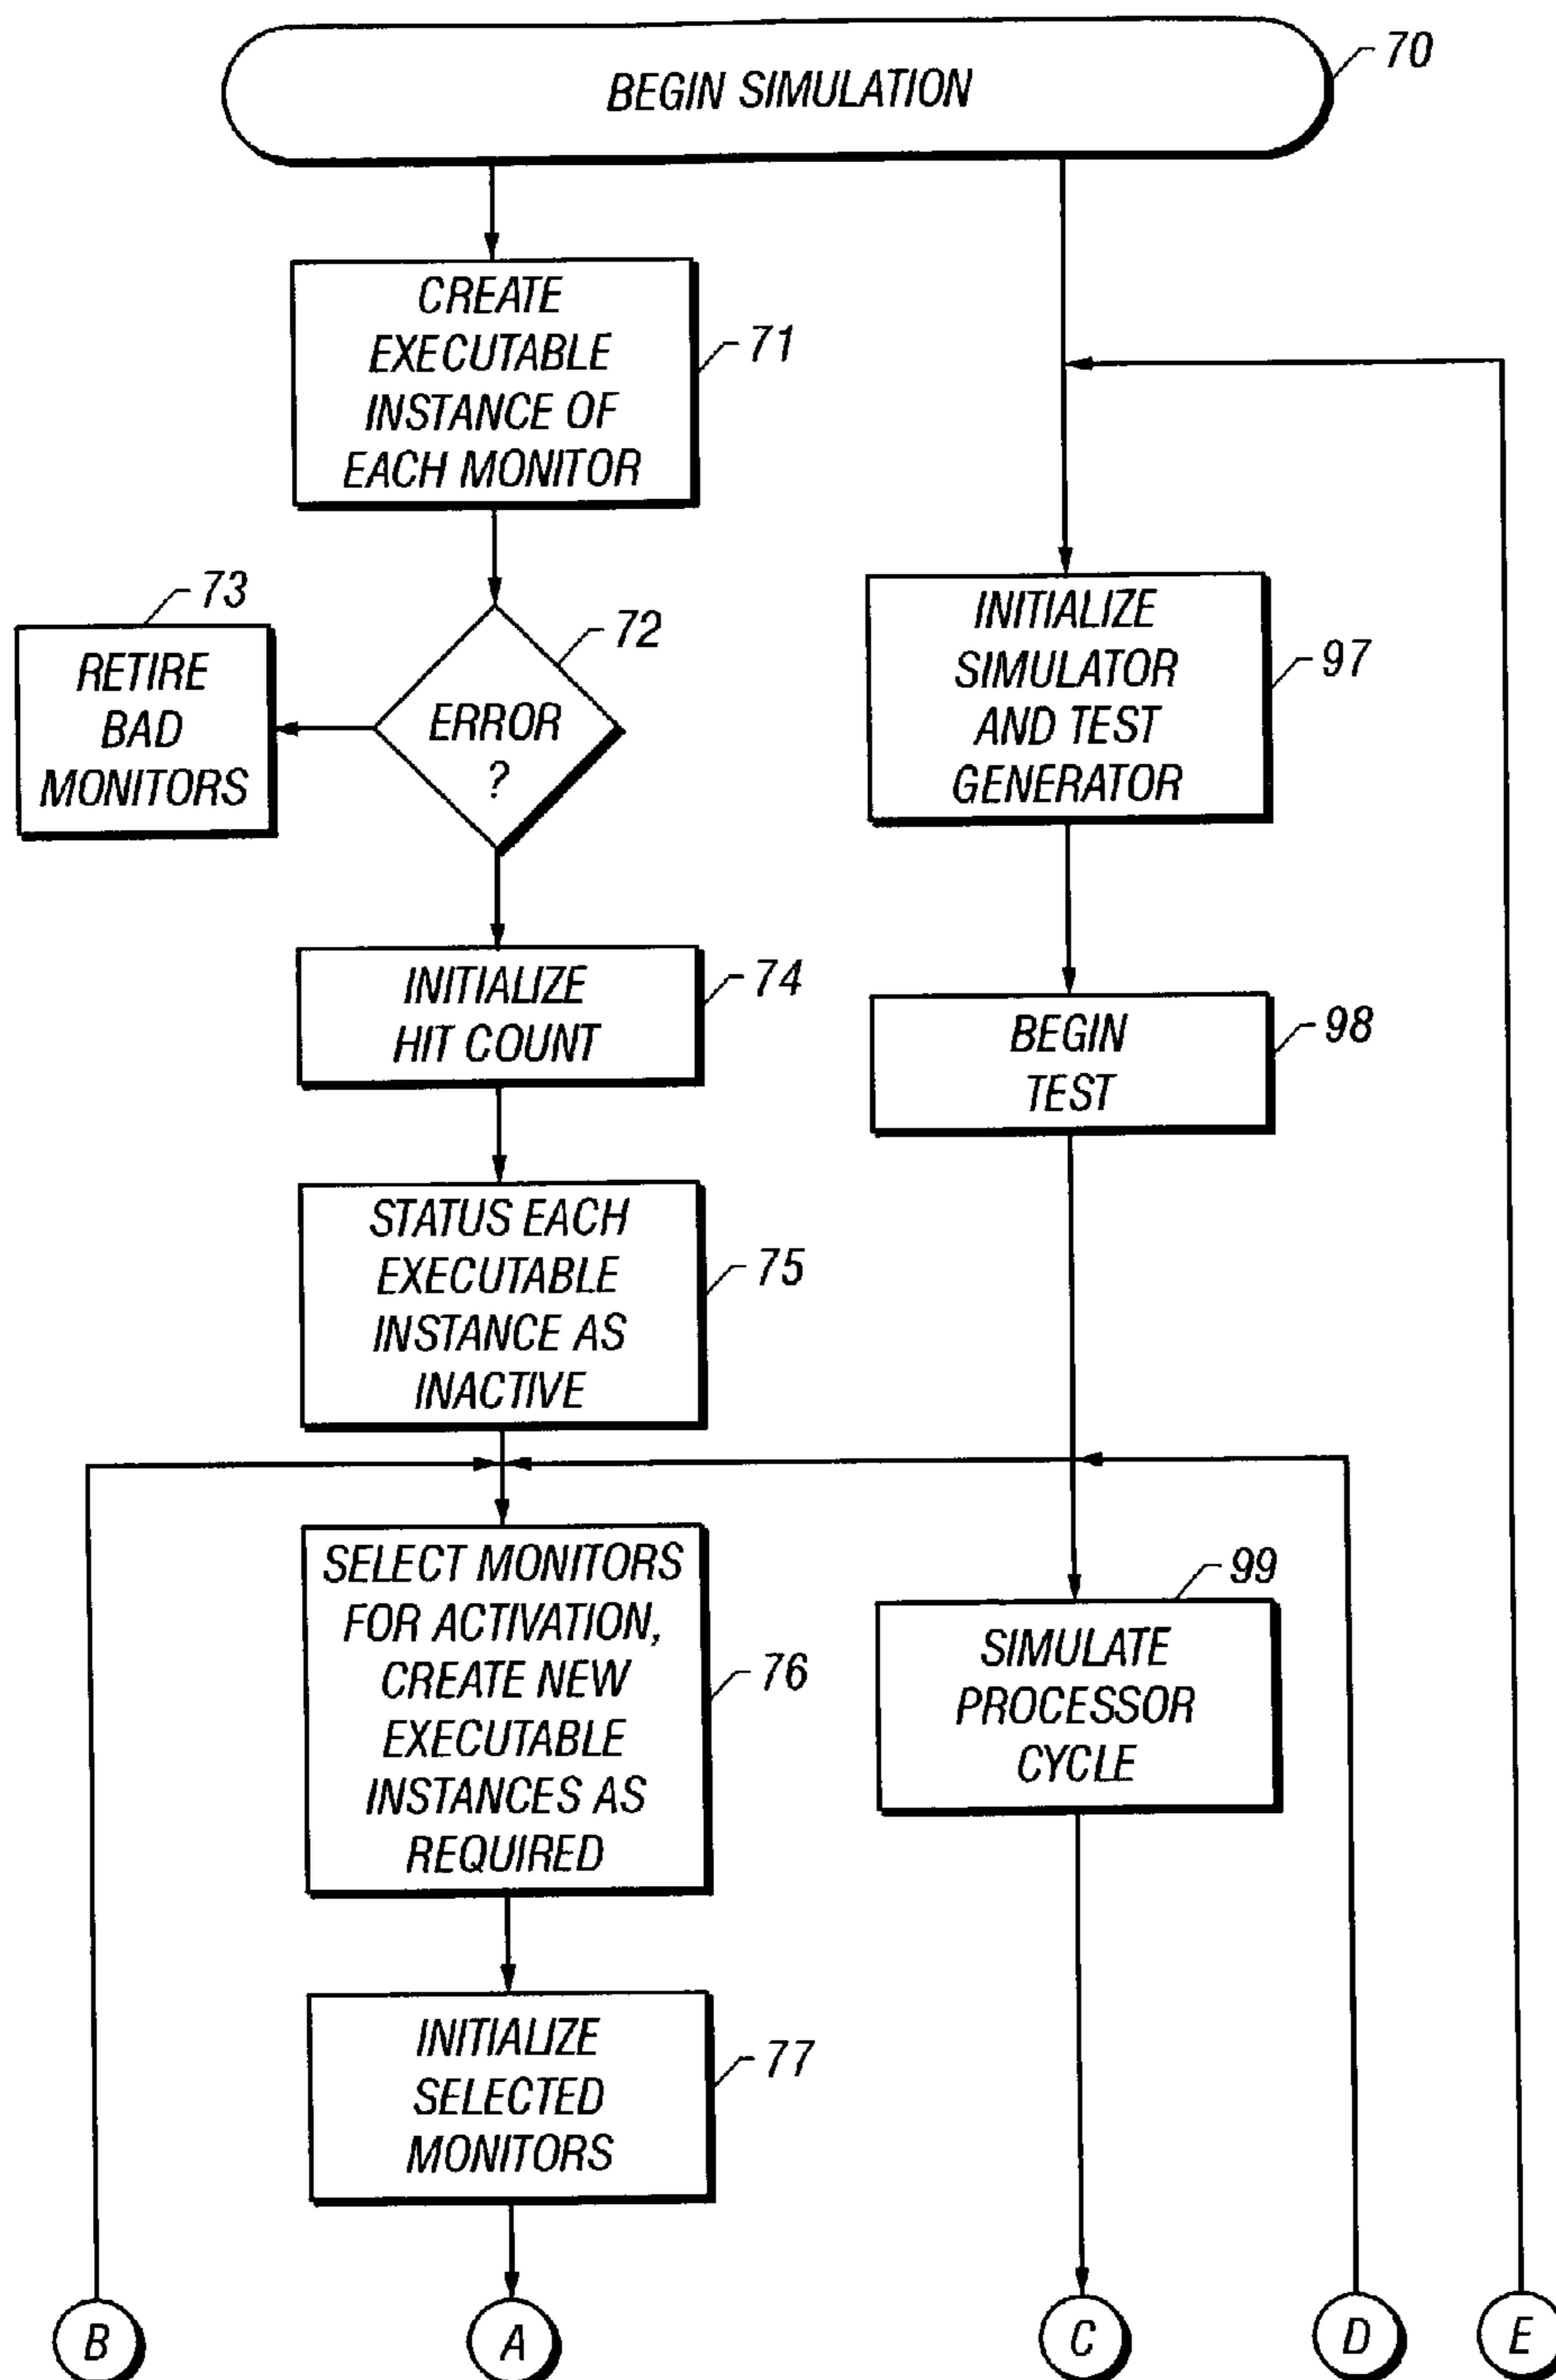 BEGIN SIMULATION
70
CREATE
EXECUTABLE
INSTANCE OF
EACH MONITOR
71
73
RETIRE
BAD
MONITORS
72
ERROR
?
INITIALIZE
SIMULATOR
AND TEST
GENERATOR
97
INITIALIZE
HIT COUNT
74
BEGIN
TEST
98
STATUS EACH
EXECUTABLE
INSTANCE AS
INACTIVE
75
SELECT MONITORS
FOR ACTIVATION,
CREATE NEW
EXECUTABLE
INSTANCES AS
REQUIRED
76
99
SIMULATE
PROCESSOR
CYCLE
INITIALIZE
SELECTED
MONITORS
77
B
A
C
D
E